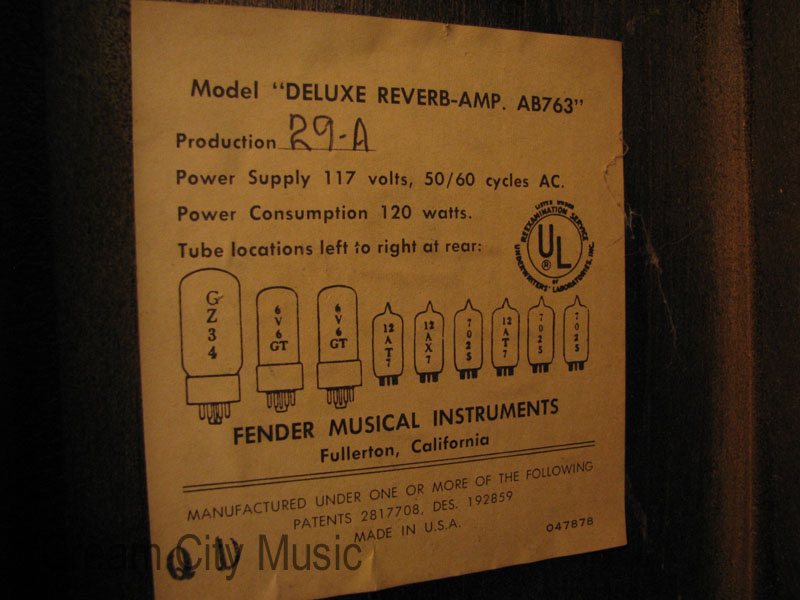 Model "DELUXE REVERB-AMP. AB763"
Production 29-A
Power Supply 117 volts, 50/60 cycles AC.
Power Consumption 120 watts.
Tube locations left to right at rear:
LISTED UNDER
REEXAMINATION SERVICE
UL
®
OF
UNDERWRITERS' LABORATORIES, INC.
GZ34 6V6GT 6V6GT 12AT7 12AX7 7025 12AT7 7025 7025
FENDER MUSICAL INSTRUMENTS
Fullerton, California
MANUFACTURED UNDER ONE OR MORE OF THE FOLLOWING
PATENTS 2817708, DES. 192859
MADE IN U.S.A.
047878
City Music